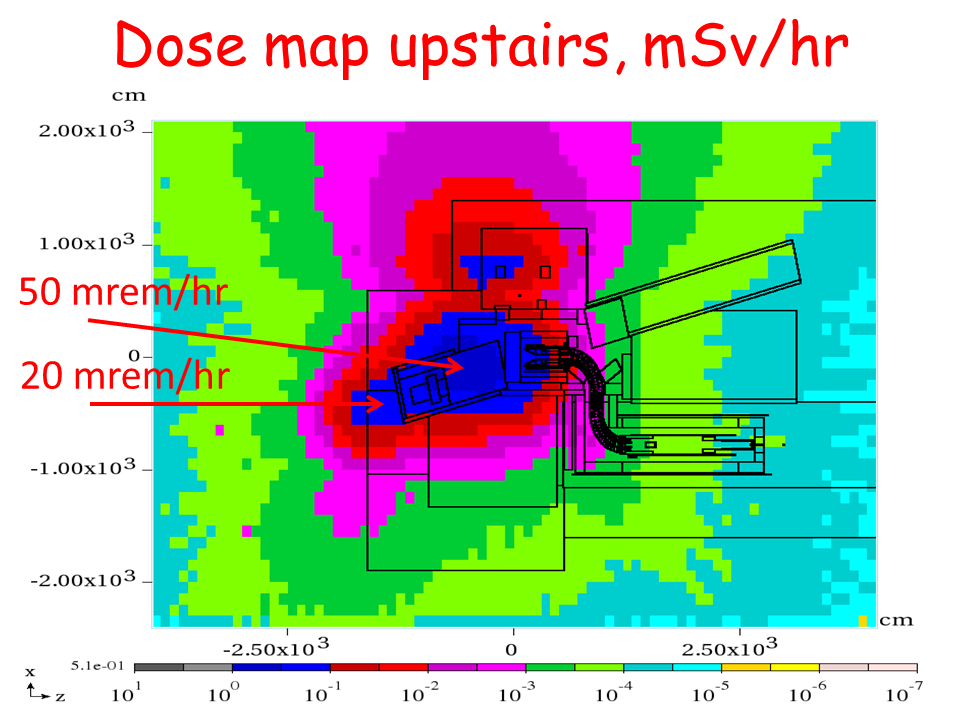 Dose map upstairs, mSv/hr
cm
2.00x10³
1.00x10³
50 mrem/hr
0
20 mrem/hr
-1.00x10³
-2.00x10³
cm
-2.50x10³ 0 2.50x10³
5.1e-01
x
z
10¹ 10⁰ 10⁻¹ 10⁻² 10⁻³ 10⁻⁴ 10⁻⁵ 10⁻⁶ 10⁻⁷